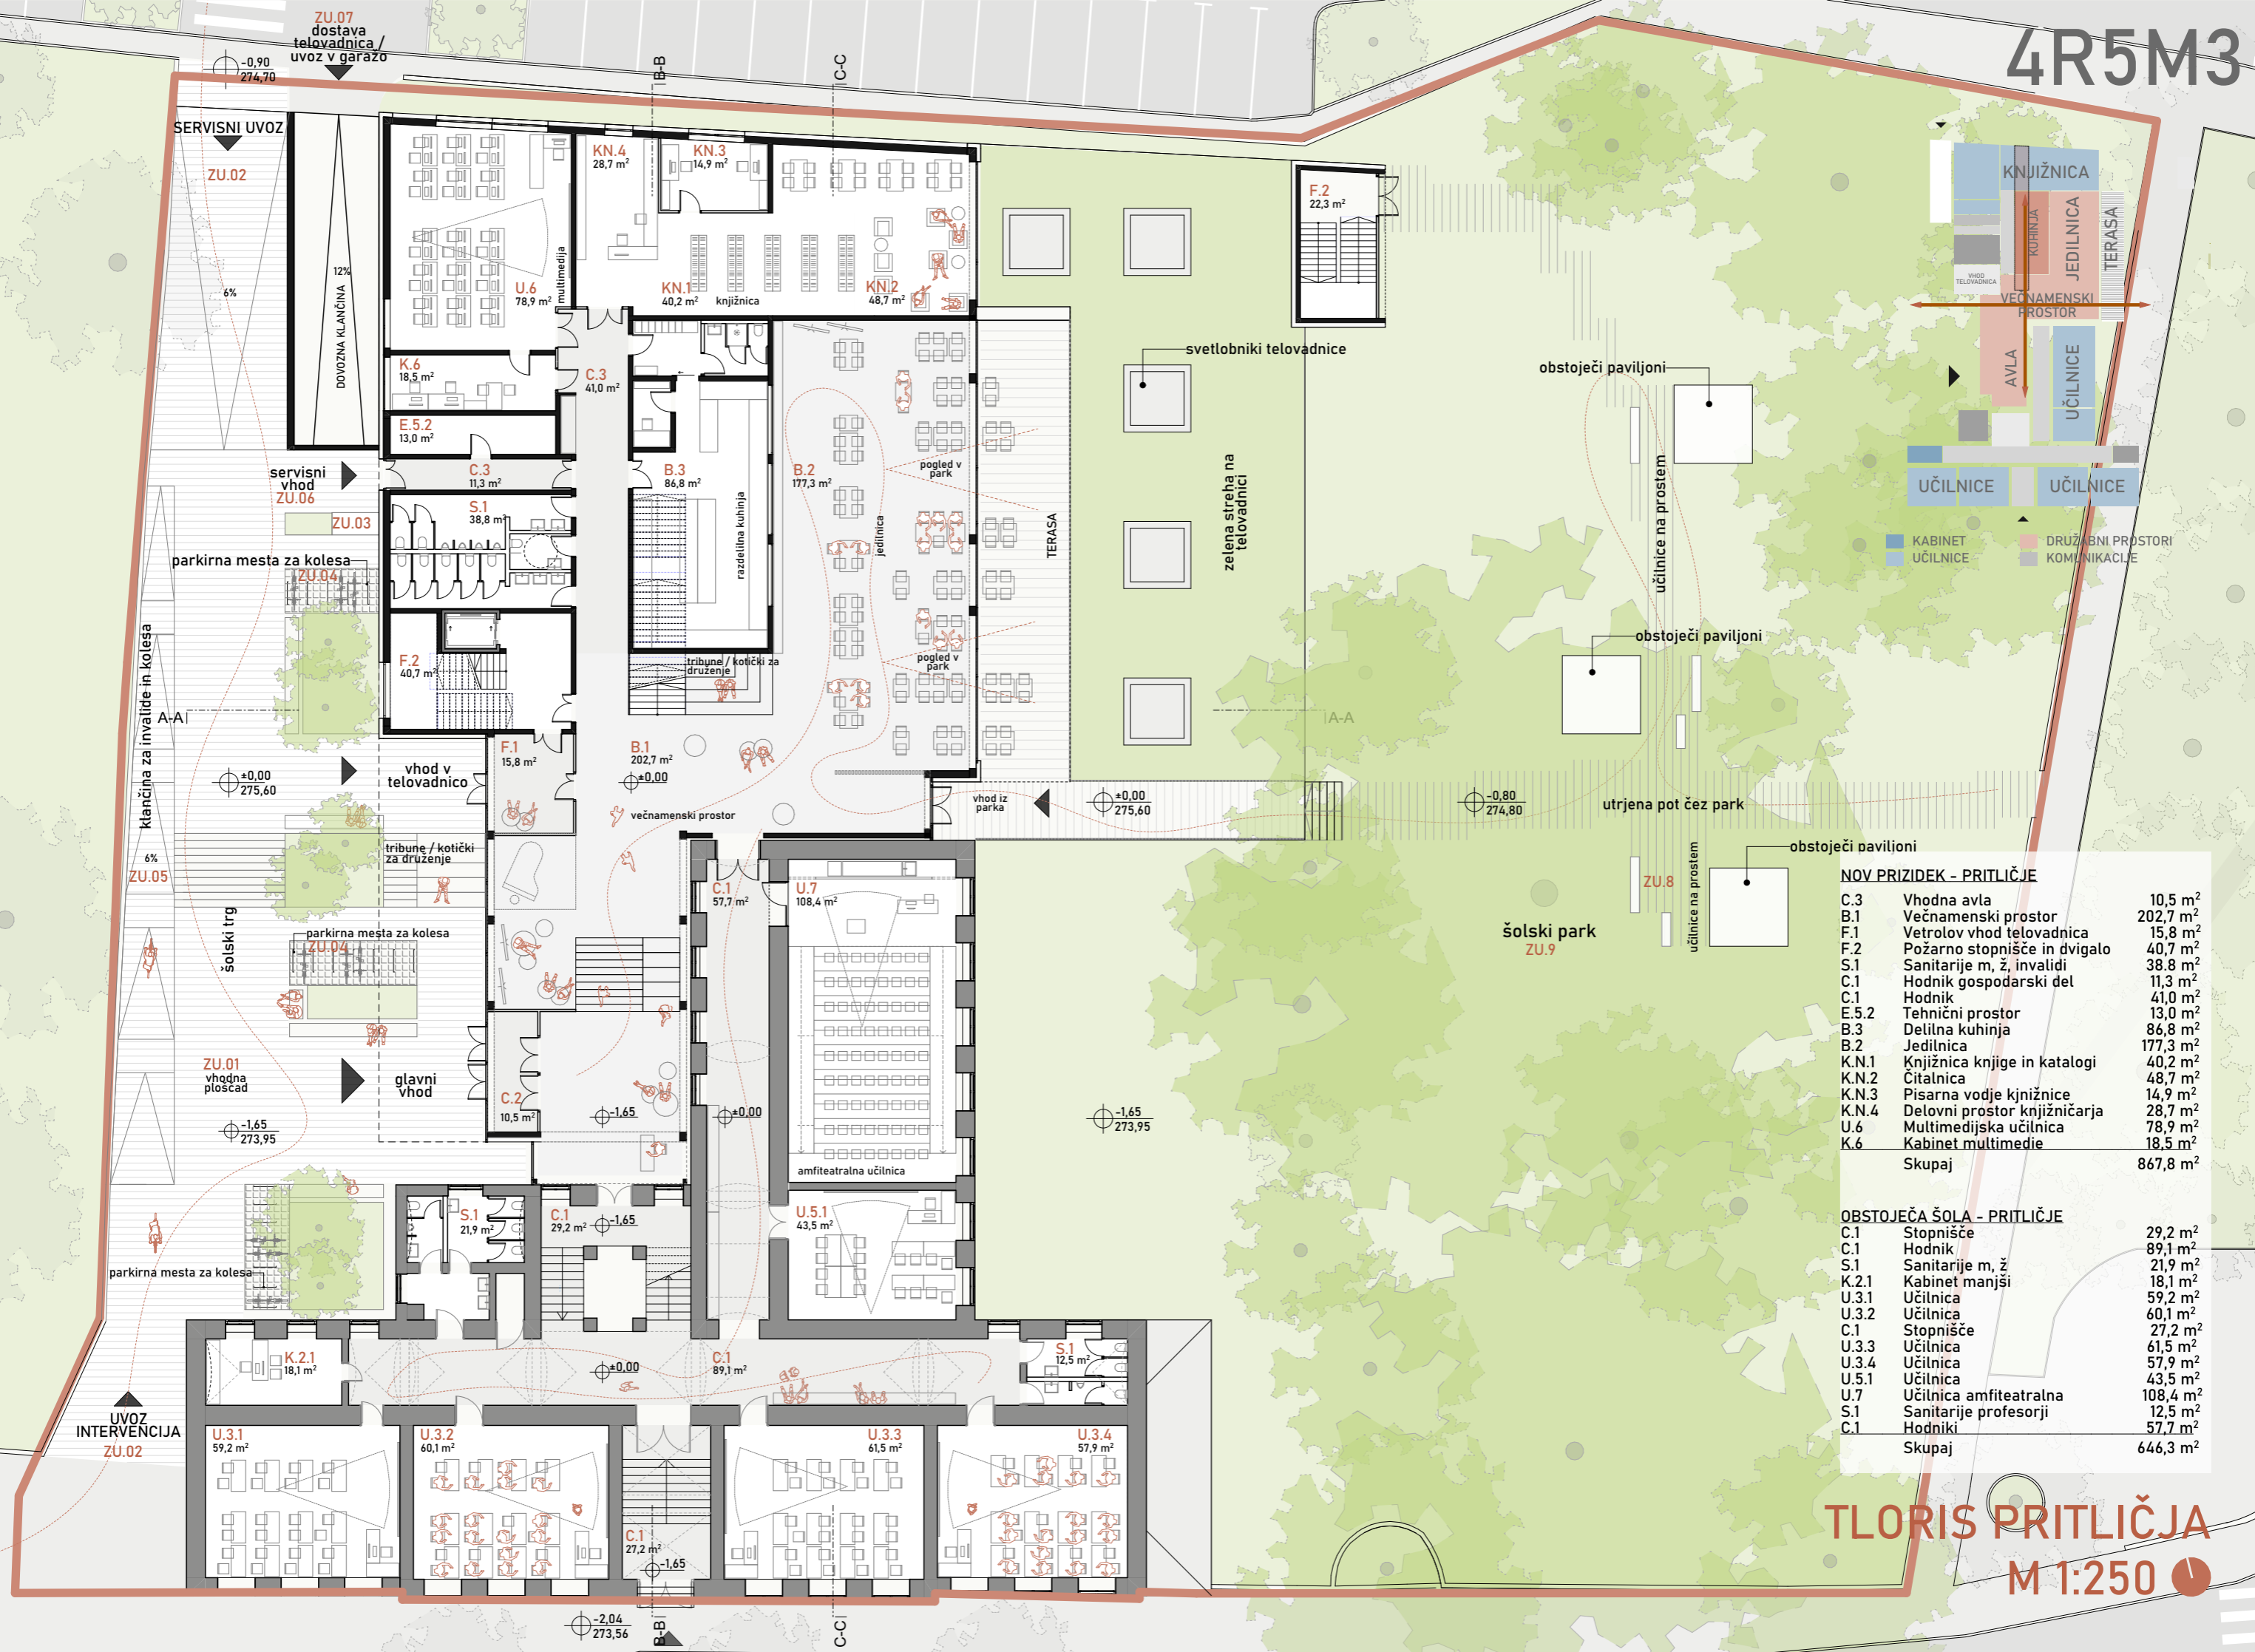 4R5M3
ZU.07
dostava
telovadnica /
uvoz v garažo
-0,90
274,70
B-B
C-C
SERVISNI UVOZ
ZU.02
6%
12%
DOVOZNA KLANČINA
U.6
78,9 m²
multimedija
KN.4
28,7 m²
KN.3
14,9 m²
KN.1
40,2 m²
knjižnica
KN.2
48,7 m²
F.2
22,3 m²
K.6
18,5 m²
C.3
41,0 m²
E.5.2
13,0 m²
servisni
vhod
ZU.06
C.3
11,3 m²
ZU.03
S.1
38,8 m²
B.3
86,8 m²
razdelilna kuhinja
B.2
177,3 m²
jedilnica
pogled v
park
pogled v
park
TERASA
svetlobniki telovadnice
zelena streha na
telovadnici
obstoječi paviljoni
učilnice na prostem
obstoječi paviljoni
KNJIŽNICA
KUHINJA
JEDILNICA
TERASA
VHOD
TELOVADNICA
VEČNAMENSKI
PROSTOR
AVLA
UČILNICE
UČILNICE
UČILNICE
KABINET
UČILNICE
DRUŽABNI PROSTORI
KOMUNIKACIJE
parkirna mesta za kolesa
ZU.04
klančina za invalide in kolesa
F.2
40,7 m²
tribune / kotički za
druženje
A-A
A-A
F.1
15,8 m²
B.1
202,7 m²
±0,00
večnamenski prostor
±0,00
275,60
vhod v
telovadnico
vhod iz
parka
±0,00
275,60
-0,80
274,80
utrjena pot čez park
obstoječi paviljoni
ZU.8
učilnice na prostem
šolski park
ZU.9
6%
ZU.05
tribune / kotički
za druženje
šolski trg
parkirna mesta za kolesa
ZU.04
C.1
57,7 m²
U.7
108,4 m²
ZU.01
vhodna
ploščad
glavni
vhod
C.2
10,5 m²
-1,65
±0,00
-1,65
273,95
-1,65
273,95
amfiteatralna učilnica
S.1
21,9 m²
C.1
29,2 m²
-1,65
U.5.1
43,5 m²
parkirna mesta za kolesa
K.2.1
18,1 m²
±0,00
C.1
89,1 m²
S.1
12,5 m²
UVOZ
INTERVENCIJA
ZU.02
U.3.1
59,2 m²
U.3.2
60,1 m²
U.3.3
61,5 m²
U.3.4
57,9 m²
C.1
27,2 m²
-1,65
-2,04
273,56
B-B
C-C
NOV PRIZIDEK - PRITLIČJE
C.3 Vhodna avla 10,5 m²
B.1 Večnamenski prostor 202,7 m²
F.1 Vetrolov vhod telovadnica 15,8 m²
F.2 Požarno stopnišče in dvigalo 40,7 m²
S.1 Sanitarije m, ž, invalidi 38.8 m²
C.1 Hodnik gospodarski del 11,3 m²
C.1 Hodnik 41,0 m²
E.5.2 Tehnični prostor 13,0 m²
B.3 Delilna kuhinja 86,8 m²
B.2 Jedilnica 177,3 m²
K.N.1 Knjižnica knjige in katalogi 40,2 m²
K.N.2 Čitalnica 48,7 m²
K.N.3 Pisarna vodje kjnižnice 14,9 m²
K.N.4 Delovni prostor knjižničarja 28,7 m²
U.6 Multimedijska učilnica 78,9 m²
K.6 Kabinet multimedie 18,5 m²
Skupaj 867,8 m²
OBSTOJEČA ŠOLA - PRITLIČJE
C.1 Stopnišče 29,2 m²
C.1 Hodnik 89,1 m²
S.1 Sanitarije m, ž 21,9 m²
K.2.1 Kabinet manjši 18,1 m²
U.3.1 Učilnica 59,2 m²
U.3.2 Učilnica 60,1 m²
C.1 Stopnišče 27,2 m²
U.3.3 Učilnica 61,5 m²
U.3.4 Učilnica 57,9 m²
U.5.1 Učilnica 43,5 m²
U.7 Učilnica amfiteatralna 108,4 m²
S.1 Sanitarije profesorji 12,5 m²
C.1 Hodniki 57,7 m²
Skupaj 646,3 m²
TLORIS PRITLIČJA
M 1:250